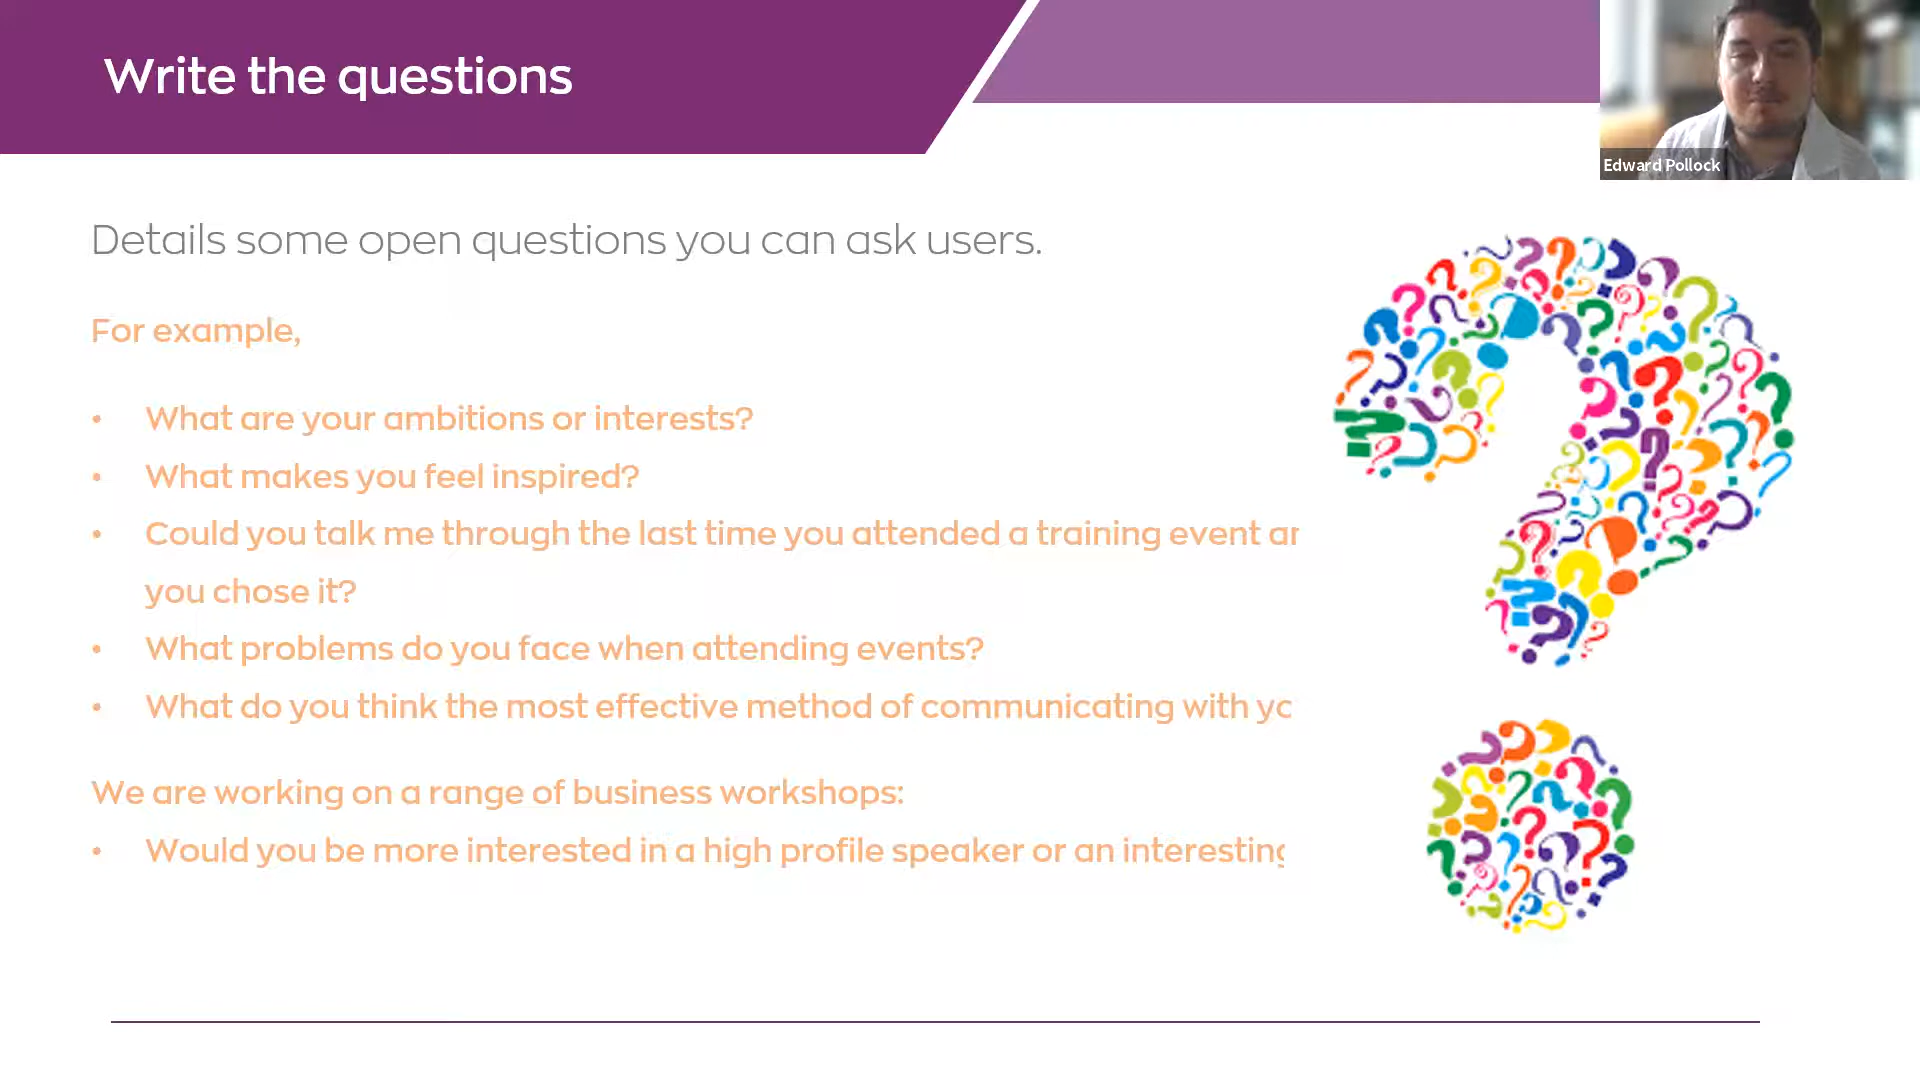 Write the questions
Edward Pollock
Details some open questions you can ask users.
For example,
• What are your ambitions or interests?
• What makes you feel inspired?
• Could you talk me through the last time you attended a training event
you chose it?
• What problems do you face when attending events?
• What do you think the most effective method of communicating with
We are working on a range of business workshops:
• Would you be more interested in a high profile speaker or an interesting